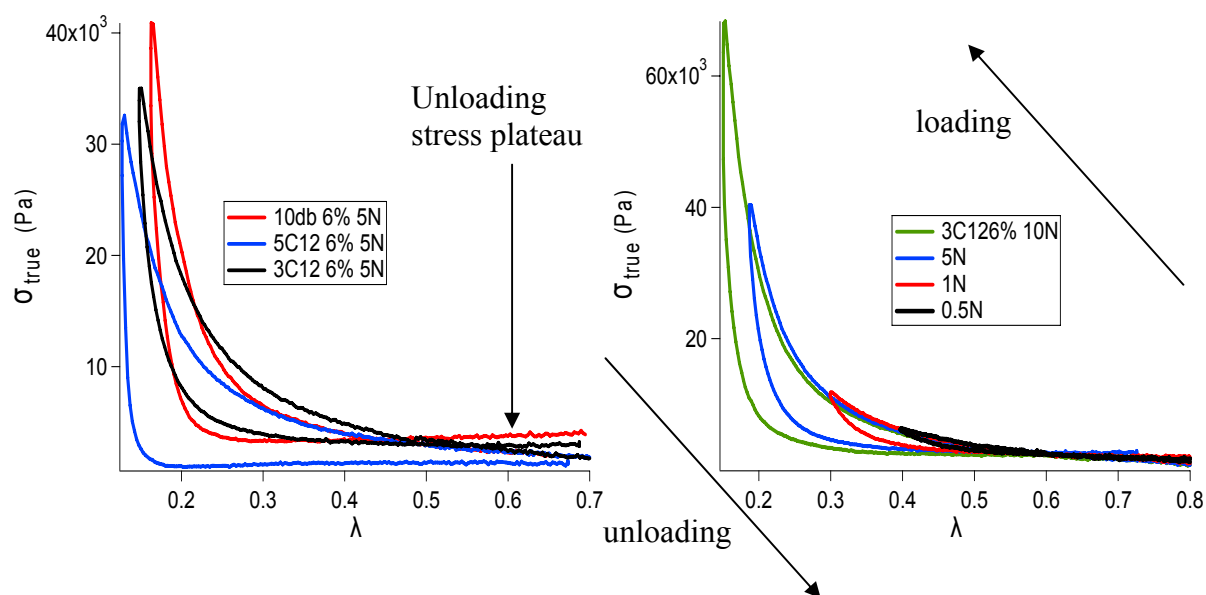 40x10³
30
20
10
σtrue (Pa)
0.2 0.3 0.4 0.5 0.6 0.7
λ
Unloading
stress plateau
10db 6% 5N
5C12 6% 5N
3C12 6% 5N
60x10³
40
20
σtrue (Pa)
0.2 0.3 0.4 0.5 0.6 0.7 0.8
λ
loading
3C126% 10N
5N
1N
0.5N
unloading